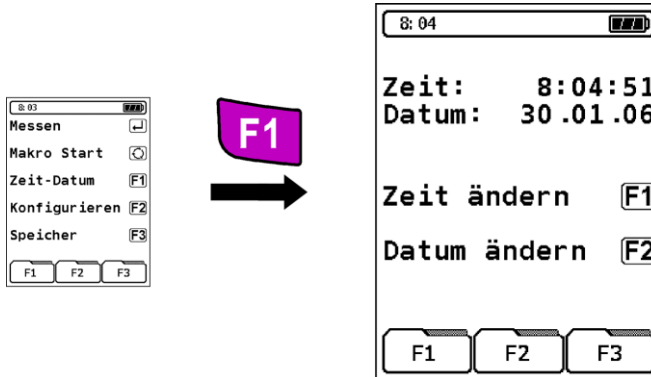 8:03
Messen
Makro Start
Zeit-Datum F1
Konfigurieren F2
Speicher F3
F1 F2 F3
F1
8:04
Zeit: 8:04:51
Datum: 30.01.06
Zeit ändern F1
Datum ändern F2
F1 F2 F3